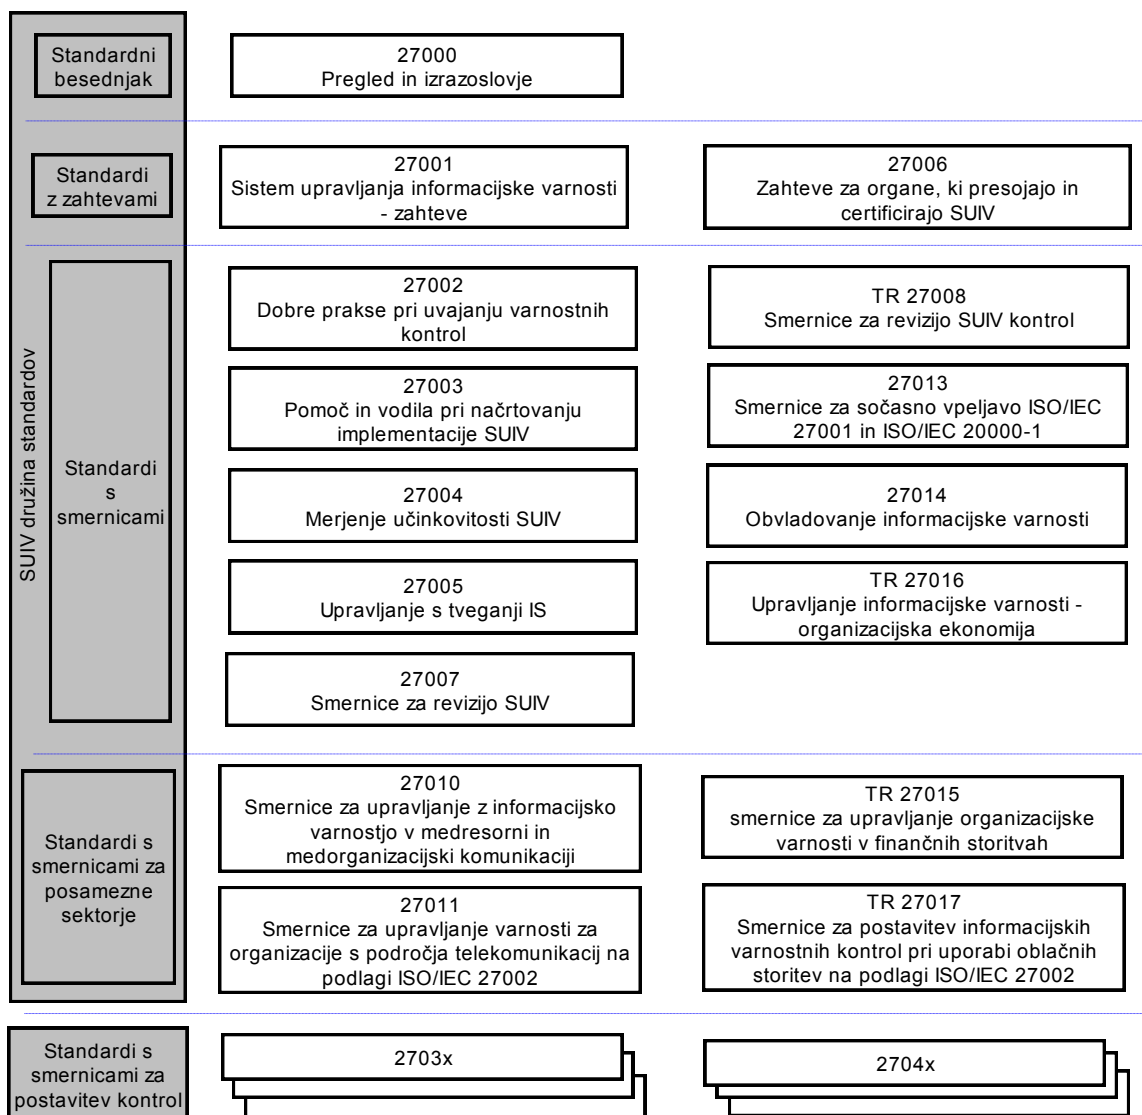 Standardni
besednjak
27000
Pregled in izrazoslovje
Standardi
z zahtevami
27001
Sistem upravljanja informacijske varnosti
- zahteve
27006
Zahteve za organe, ki presojajo in
certificirajo SUIV
SUIV družina standardov
Standardi
s
smernicami
27002
Dobre prakse pri uvajanju varnostnih
kontrol
TR 27008
Smernice za revizijo SUIV kontrol
27003
Pomoč in vodila pri načrtovanju
implementacije SUIV
27013
Smernice za sočasno vpeljavo ISO/IEC
27001 in ISO/IEC 20000-1
27004
Merjenje učinkovitosti SUIV
27014
Obvladovanje informacijske varnosti
27005
Upravljanje s tveganji IS
TR 27016
Upravljanje informacijske varnosti -
organizacijska ekonomija
27007
Smernice za revizijo SUIV
Standardi s
smernicami za
posamezne
sektorje
27010
Smernice za upravljanje z informacijsko
varnostjo v medresorni in
medorganizacijski komunikaciji
TR 27015
smernice za upravljanje organizacijske
varnosti v finančnih storitvah
27011
Smernice za upravljanje varnosti za
organizacije s področja telekomunikacij na
podlagi ISO/IEC 27002
TR 27017
Smernice za postavitev informacijskih
varnostnih kontrol pri uporabi oblačnih
storitev na podlagi ISO/IEC 27002
Standardi s
smernicami za
postavitev kontrol
2703x
2704x